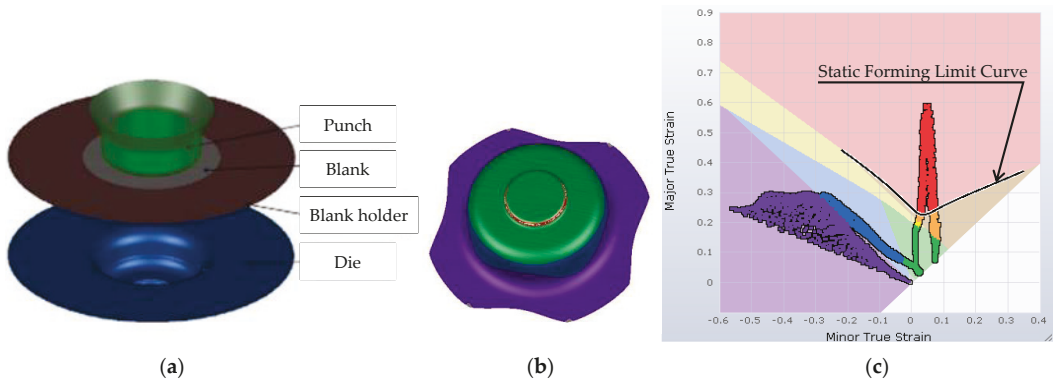 Punch
Blank
Blank holder
Die
(a)
(b)
Static Forming Limit Curve
Major True Strain
0.9
0.8
0.7
0.6
0.5
0.4
0.3
0.2
0.1
0
-0.6 -0.5 -0.4 -0.3 -0.2 -0.1 0 0.1 0.2 0.3 0.4
Minor True Strain
(c)